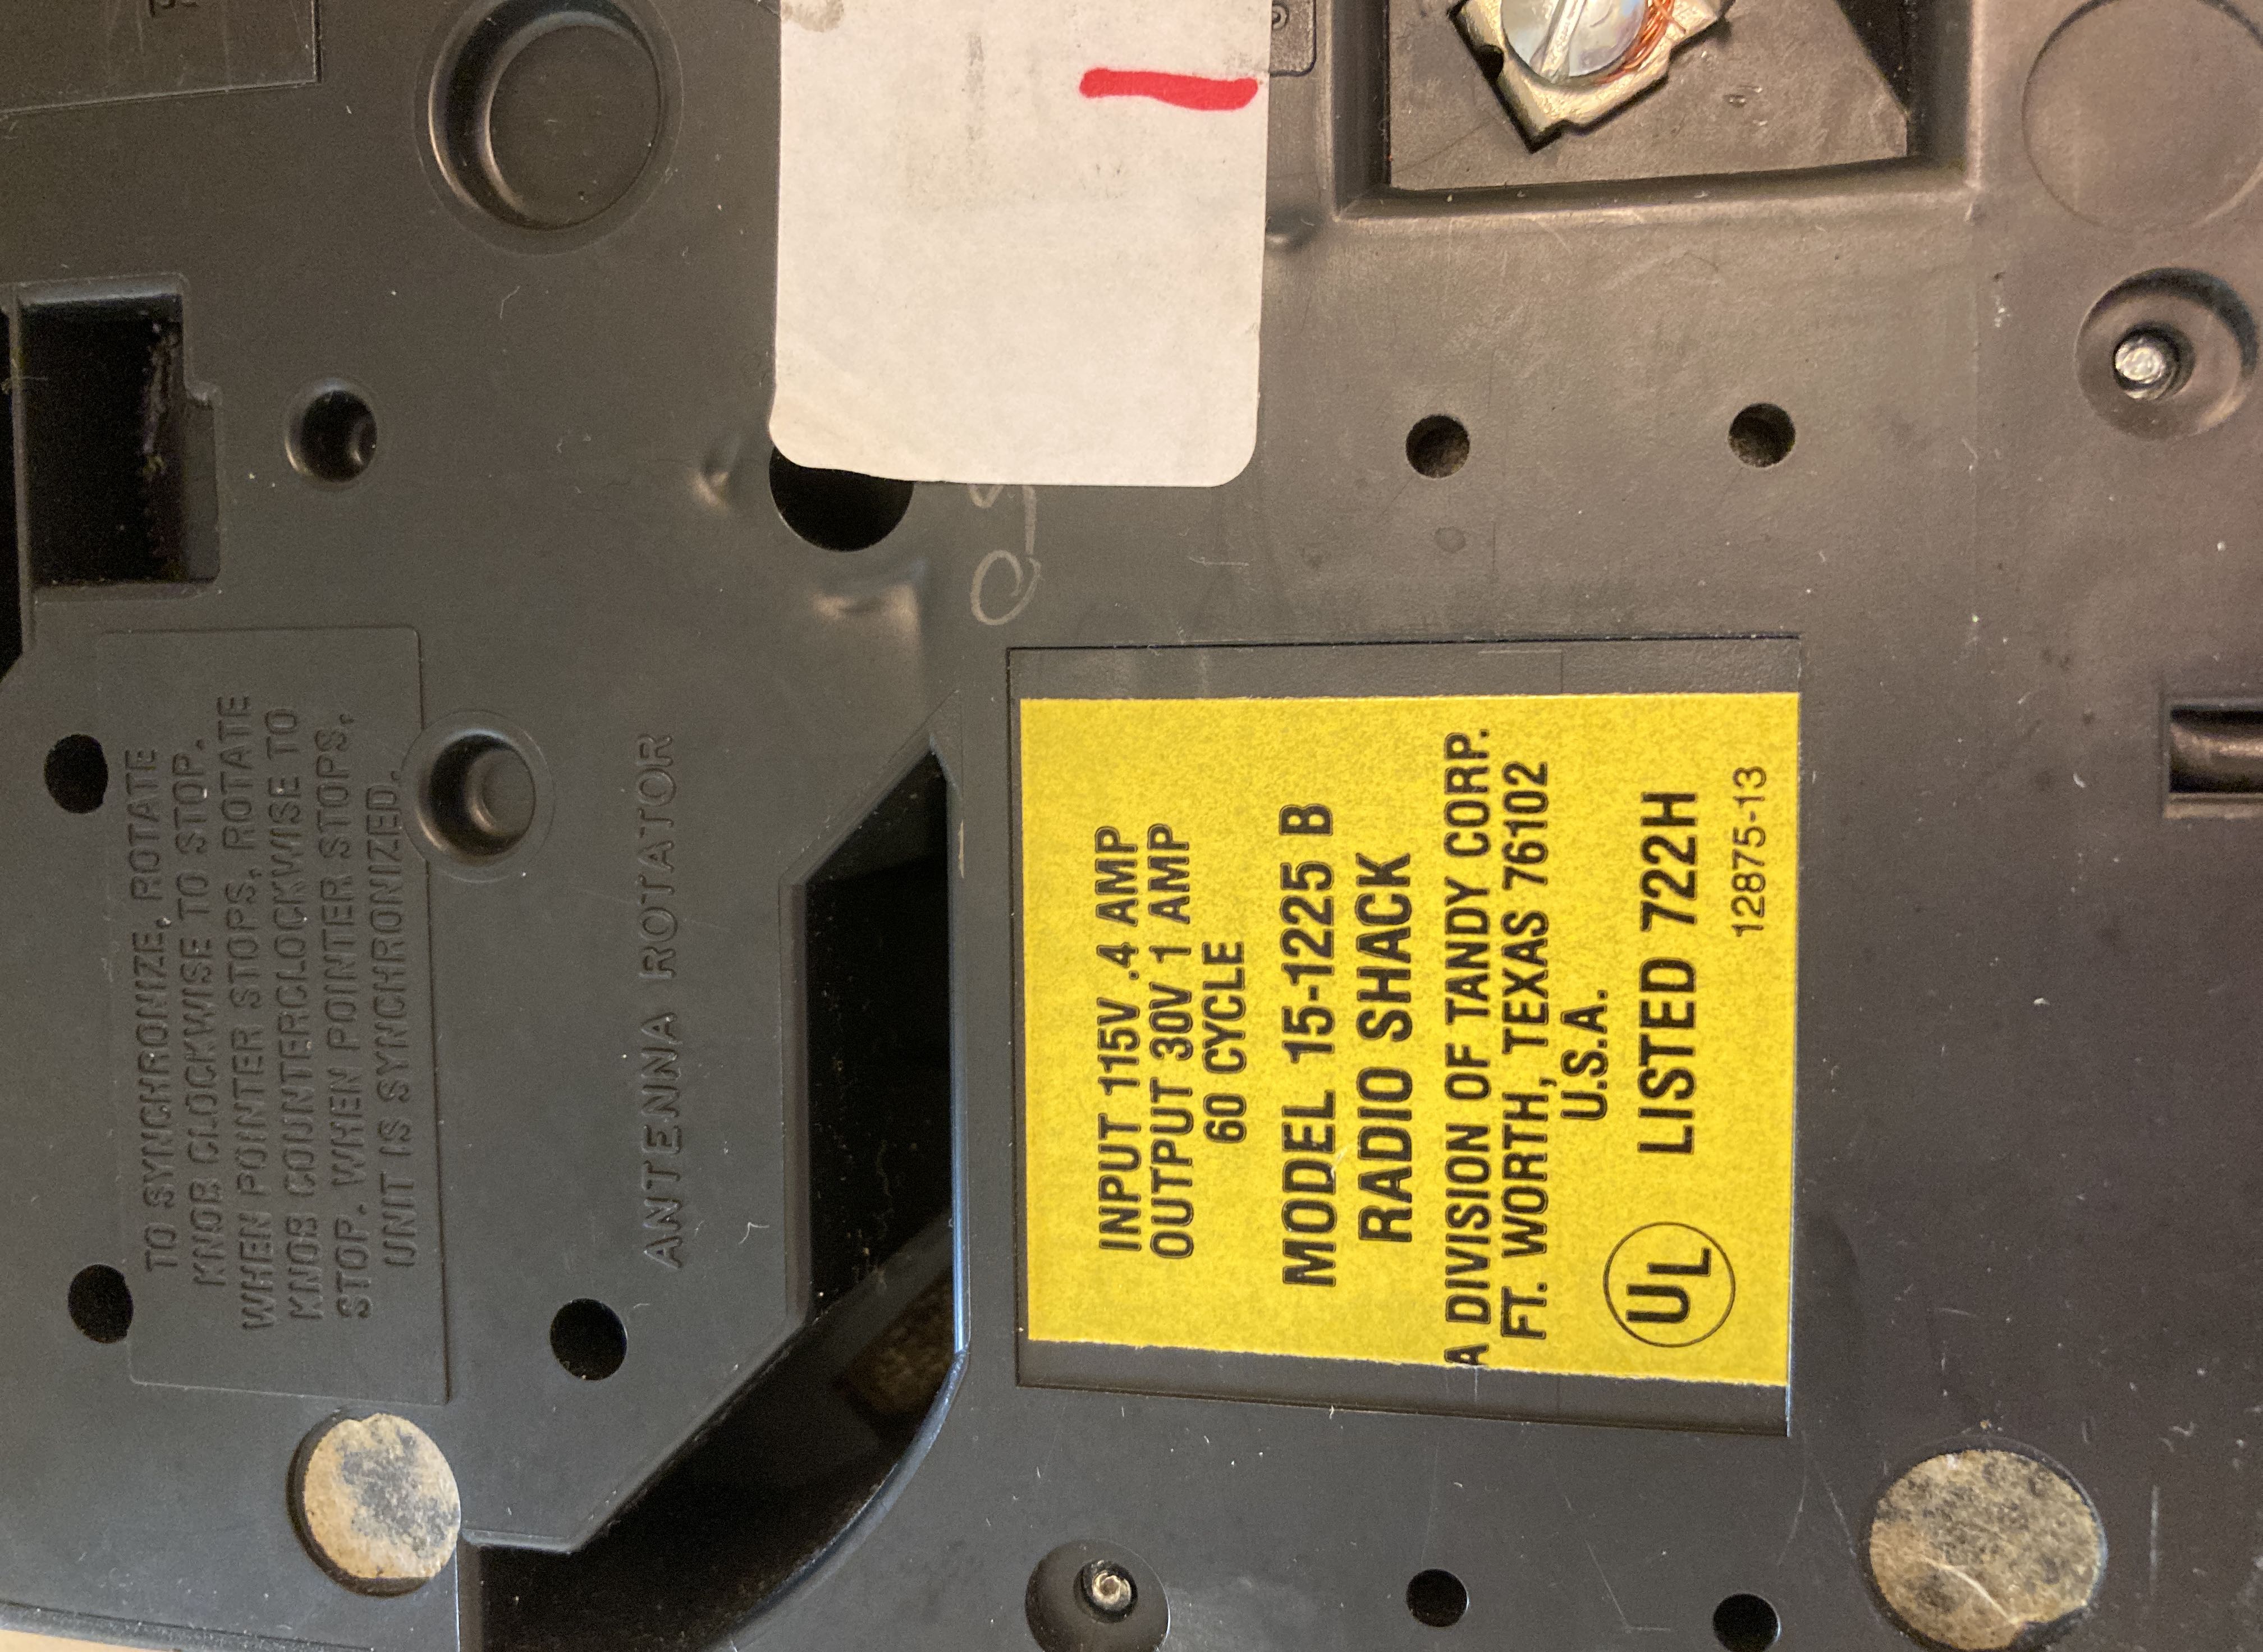 TO SYNCHRONIZE, ROTATE
KNOB CLOCKWISE TO STOP.
WHEN POINTER STOPS, ROTATE
KNOB COUNTERCLOCKWISE TO
STOP. WHEN POINTER STOPS,
UNIT IS SYNCHRONIZED.
ANTENNA ROTATOR
INPUT 115V .4 AMP
OUTPUT 30V 1 AMP
60 CYCLE
MODEL 15-1225 B
RADIO SHACK
A DIVISION OF TANDY CORP.
FT. WORTH, TEXAS 76102
U.S.A.
UL LISTED 722H
12875-13